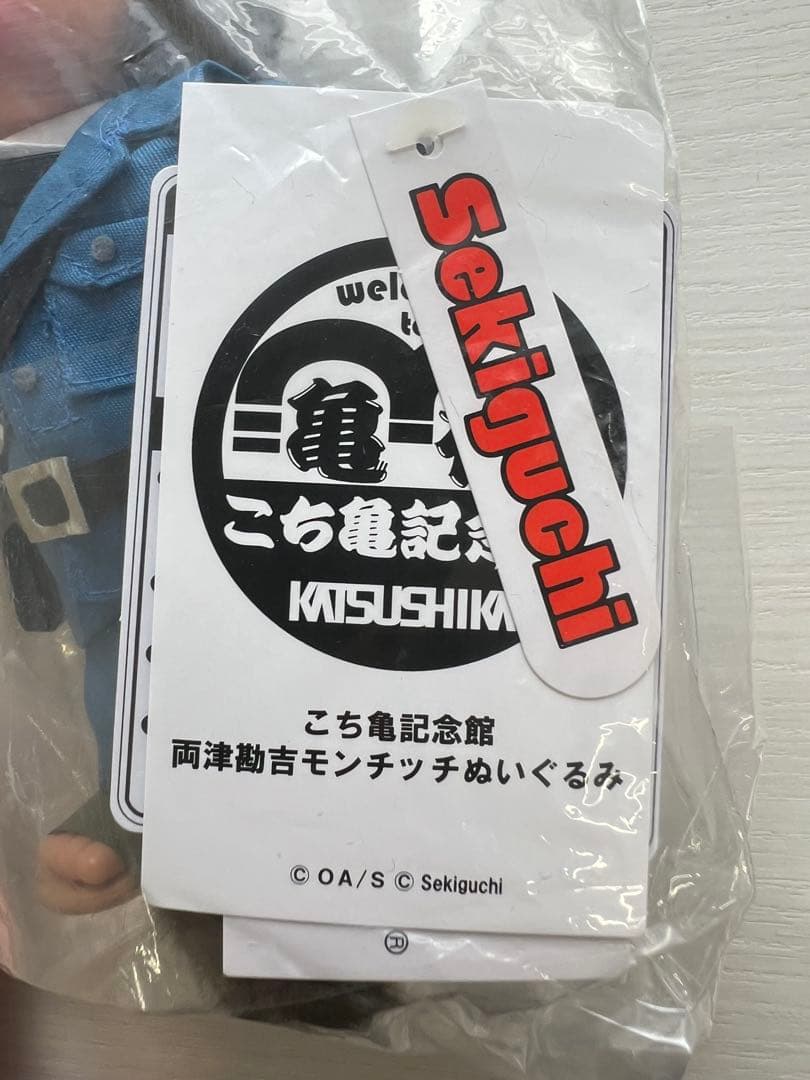 Sekiguchi
亀
こち亀記念
KATSUSHIKA
こち亀記念館
両津勘吉モンチッチぬいぐるみ
© OA/S © Sekiguchi
®